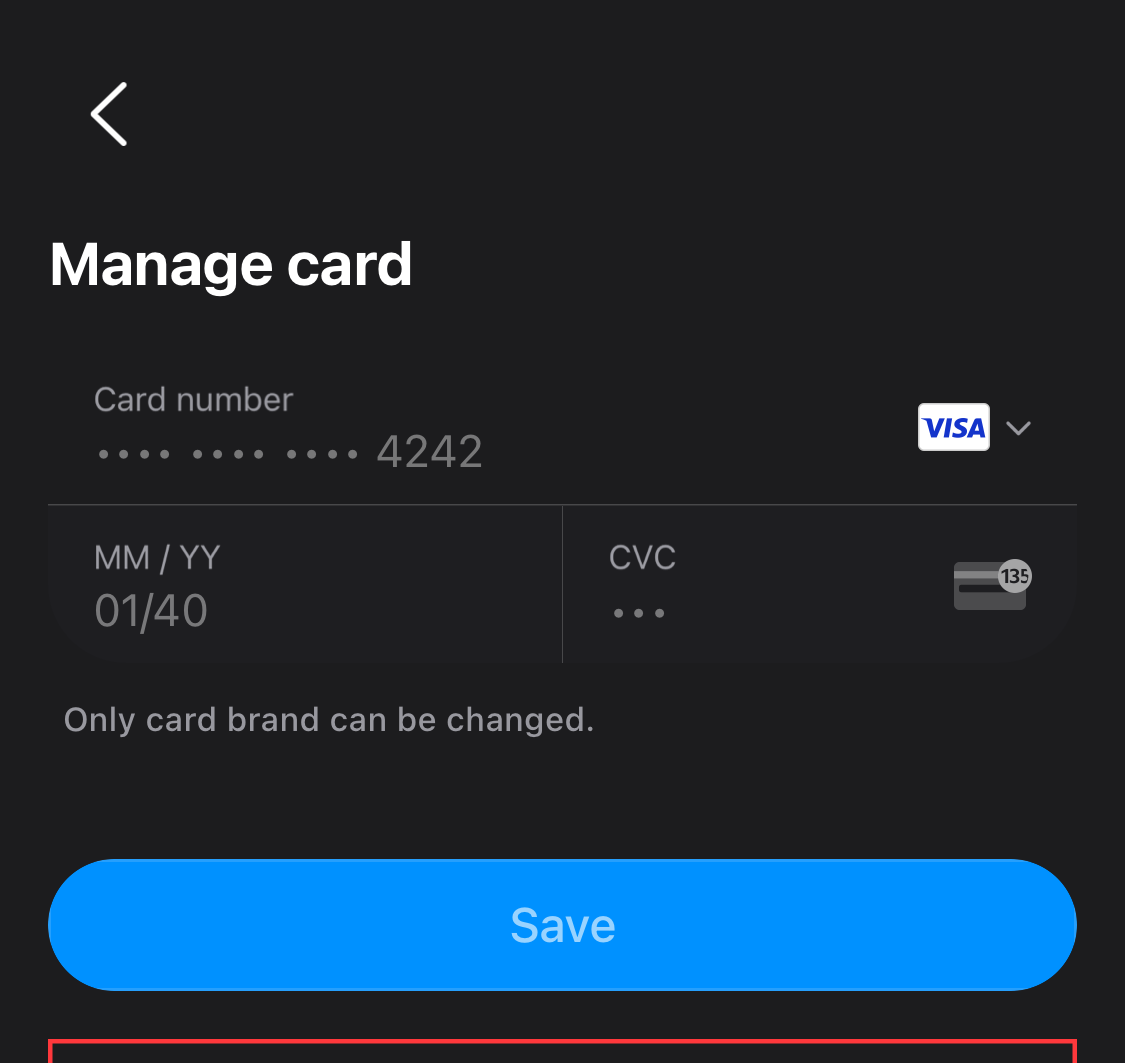 Manage card
Card number
•••• •••• •••• 4242
VISA
MM / YY
01/40
CVC
•••
135
Only card brand can be changed.
Save